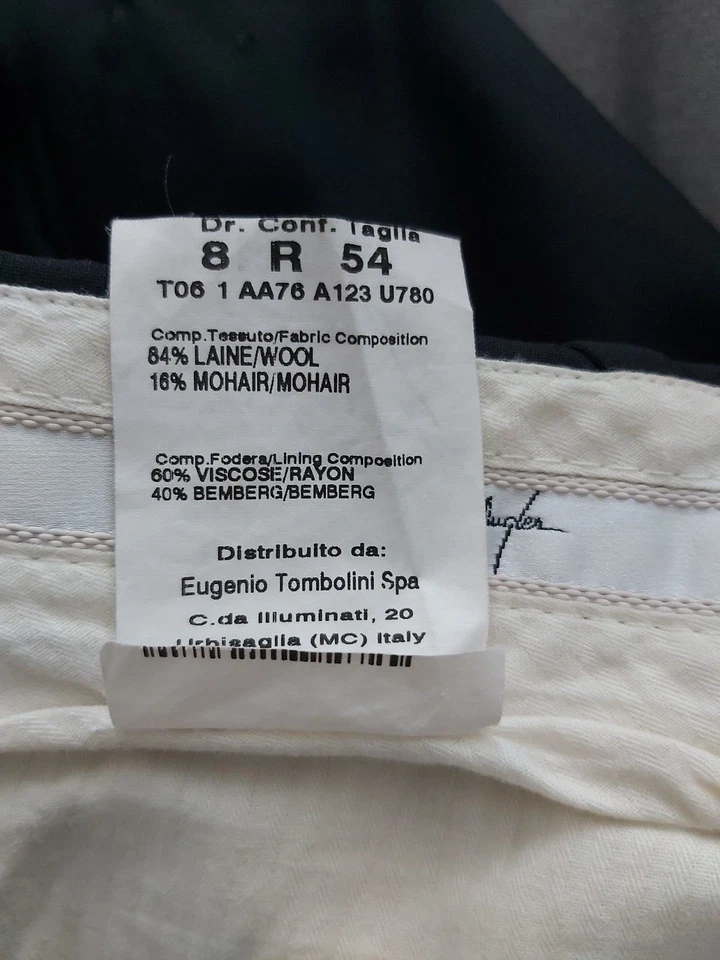 Dr. Conf. Taglia
8 R 54
T06 1 AA76 A123 U780
Comp.Tessuto/Fabric Composition
84% LAINE/WOOL
16% MOHAIR/MOHAIR
Comp.Fodera/Lining Composition
60% VISCOSE/RAYON
40% BEMBERG/BEMBERG
Distribuito da:
Eugenio Tombolini Spa
C.da Illuminati, 20
Urbisaglia (MC) Italy